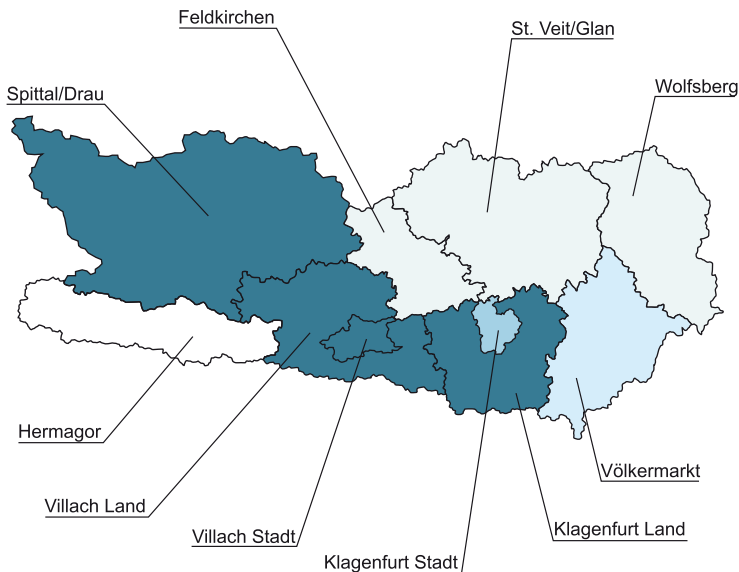 Feldkirchen
St. Veit/Glan
Spittal/Drau
Wolfsberg
Hermagor
Völkermarkt
Villach Land
Villach Stadt
Klagenfurt Land
Klagenfurt Stadt